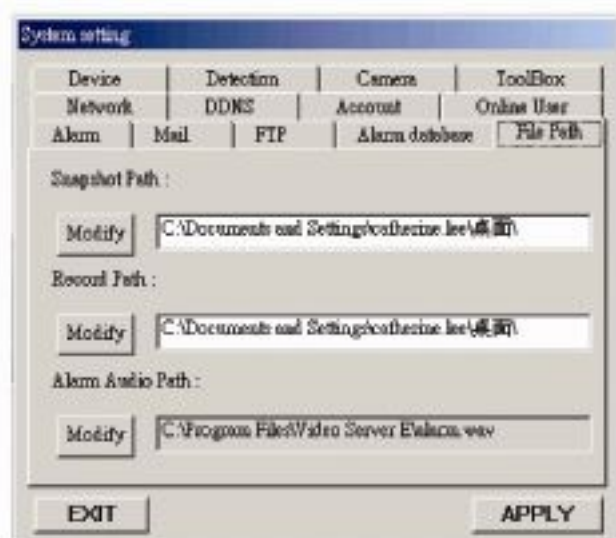 System setting
Device Detection Camera ToolBox
Network DDNS Account Online User
Alarm Mail FTP Alarm database File Path
Snapshot Path :
Modify C:\Documents and Settings\catherine.lee\桌面\
Record Path :
Modify C:\Documents and Settings\catherine.lee\桌面\
Alarm Audio Path :
Modify C:\Program Files\Video Server E\alarm.wav
EXIT APPLY